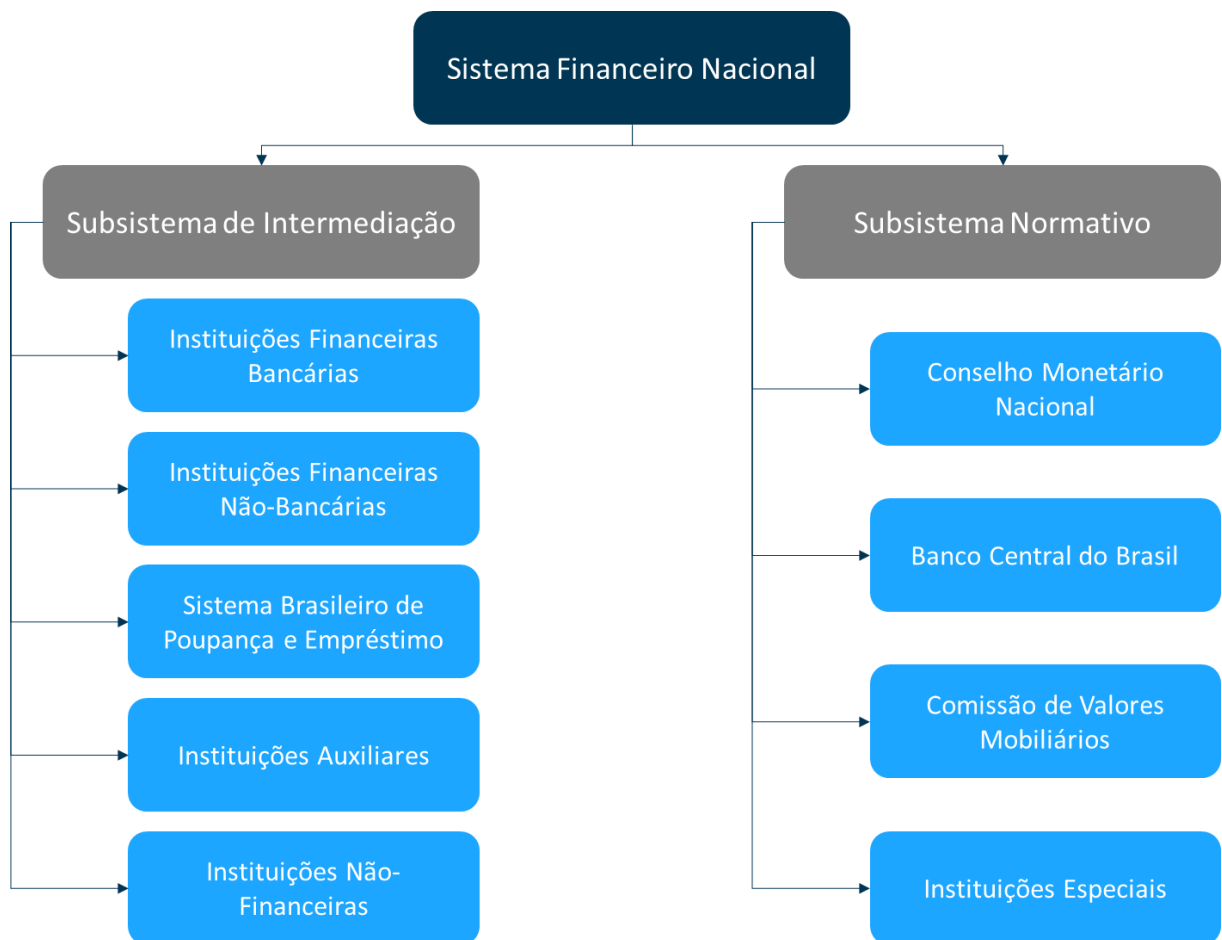 Sistema Financeiro Nacional
Subsistema de Intermediação
Instituições Financeiras
Bancárias
Instituições Financeiras
Não-Bancárias
Sistema Brasileiro de
Poupança e Empréstimo
Instituições Auxiliares
Instituições Não-
Financeiras
Subsistema Normativo
Conselho Monetário
Nacional
Banco Central do Brasil
Comissão de Valores
Mobiliários
Instituições Especiais